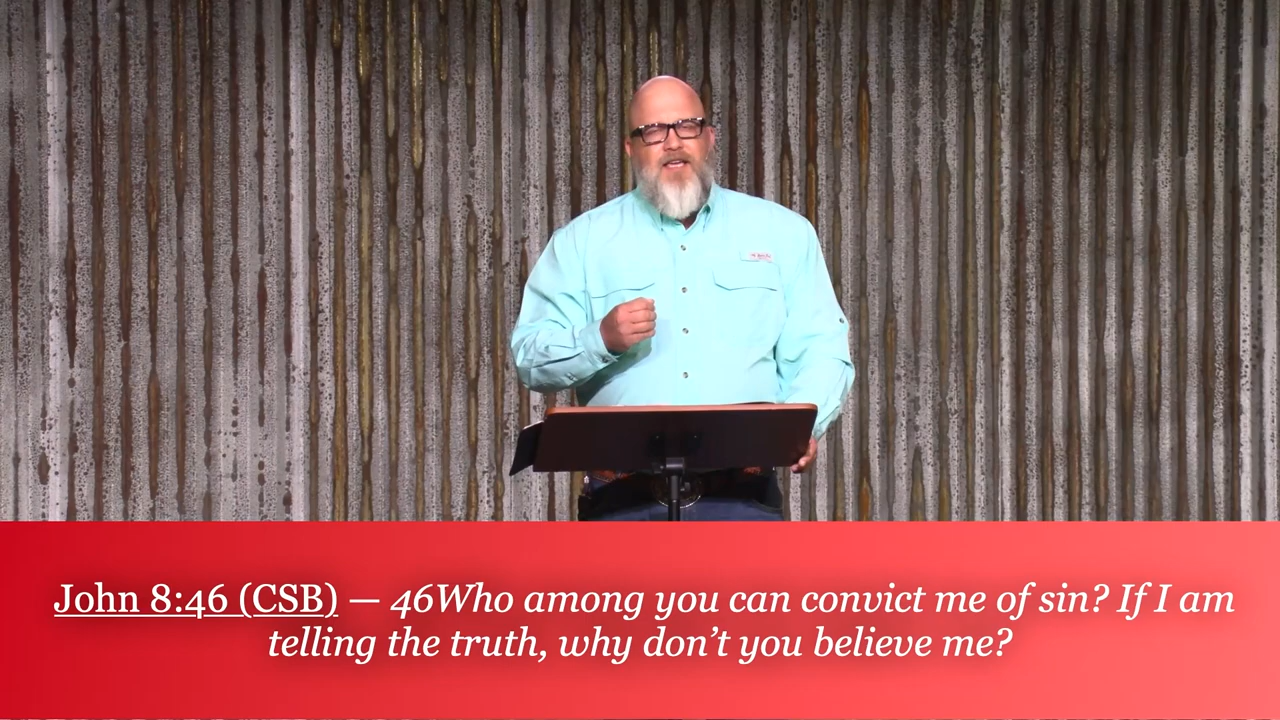 John 8:46 (CSB) — 46Who among you can convict me of sin? If I am
telling the truth, why don’t you believe me?